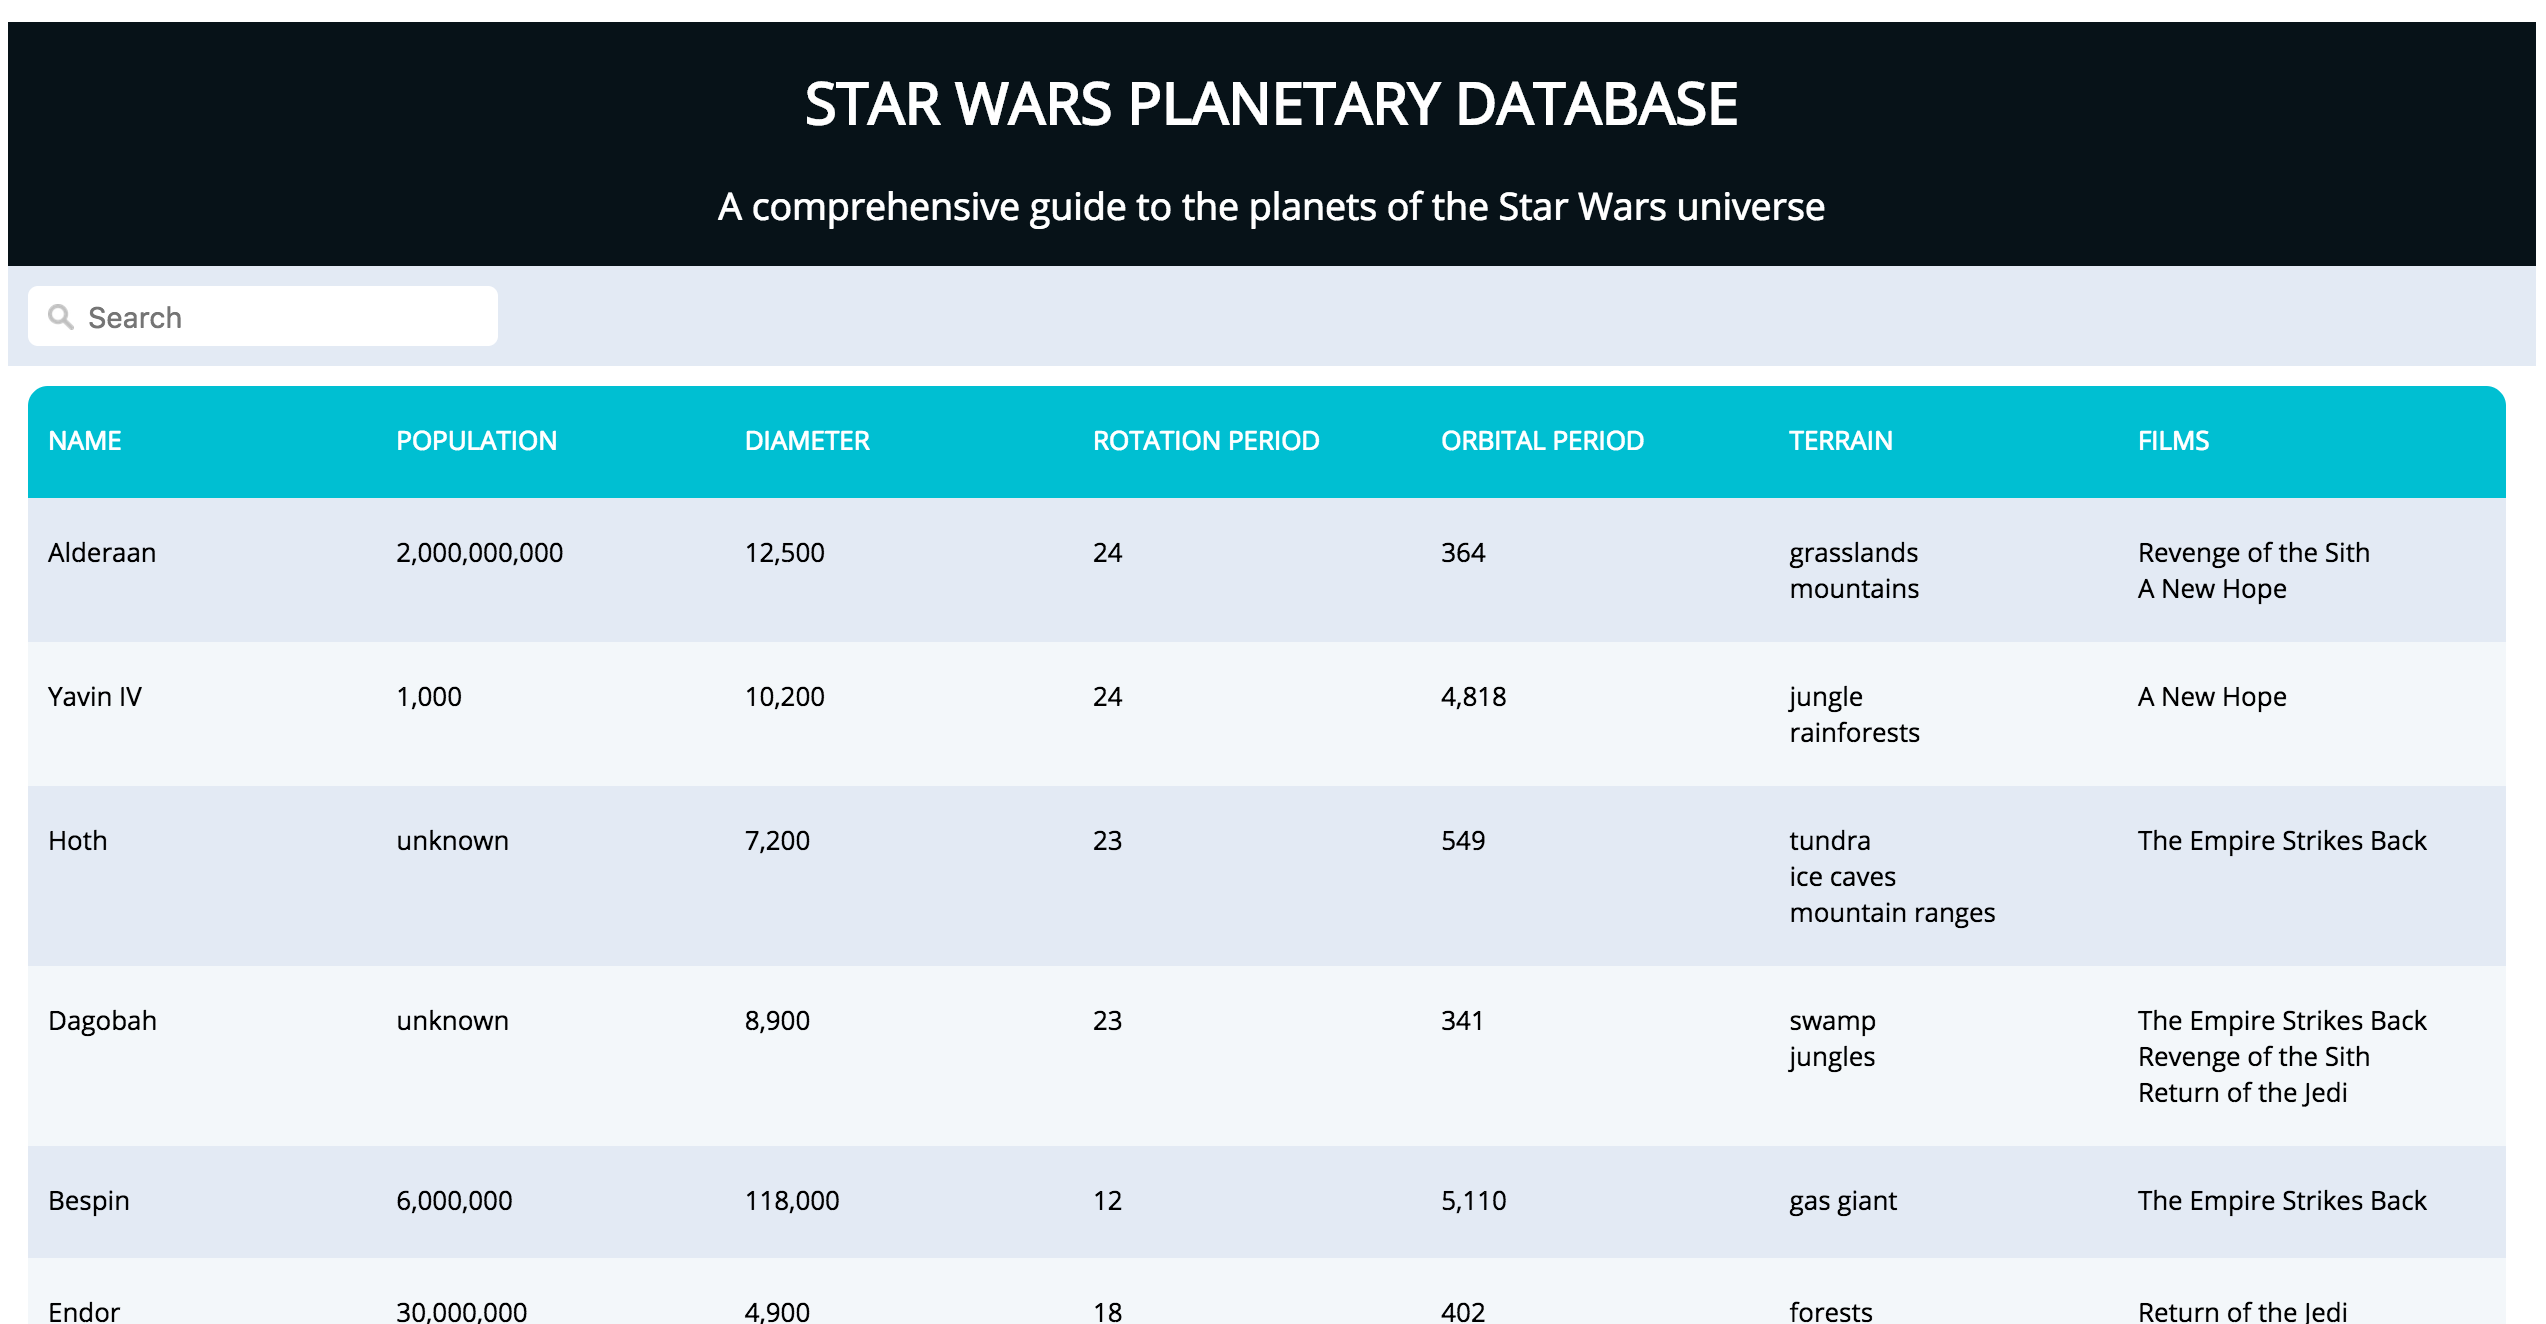 STAR WARS PLANETARY DATABASE
A comprehensive guide to the planets of the Star Wars universe
Search
NAME POPULATION DIAMETER ROTATION PERIOD ORBITAL PERIOD TERRAIN FILMS
Alderaan 2,000,000,000 12,500 24 364 grasslands Revenge of the Sith
mountains A New Hope
Yavin IV 1,000 10,200 24 4,818 jungle A New Hope
rainforests
Hoth unknown 7,200 23 549 tundra The Empire Strikes Back
ice caves
mountain ranges
Dagobah unknown 8,900 23 341 swamp The Empire Strikes Back
jungles Revenge of the Sith
Return of the Jedi
Bespin 6,000,000 118,000 12 5,110 gas giant The Empire Strikes Back
Endor 30,000,000 4,900 18 402 forests Return of the Jedi